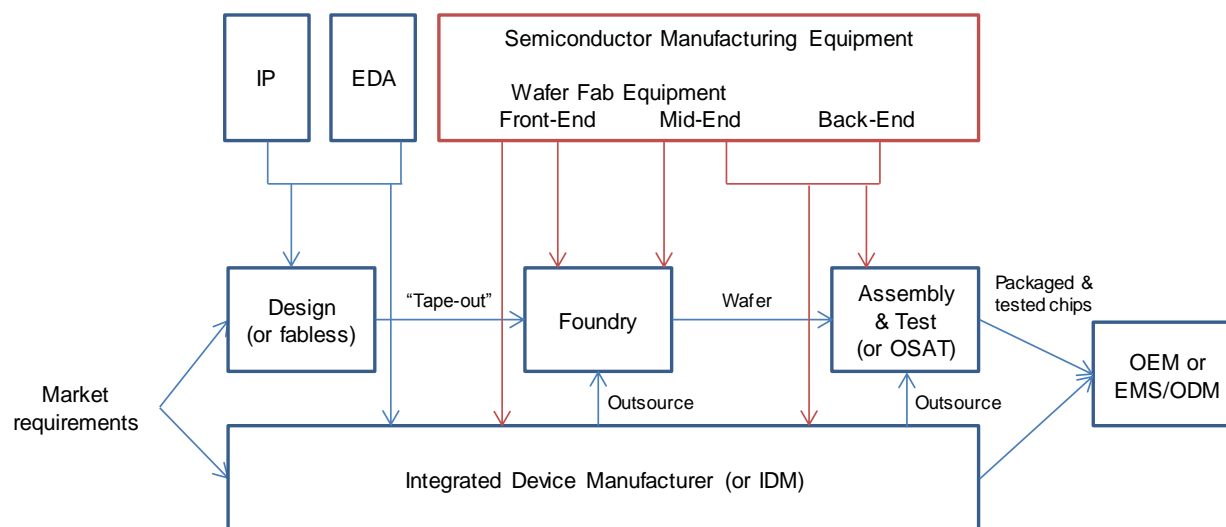 IP
EDA
Semiconductor Manufacturing Equipment
Wafer Fab Equipment
Front-End
Mid-End
Back-End
Design
(or fabless)
“Tape-out”
Foundry
Wafer
Assembly
& Test
(or OSAT)
Packaged &
tested chips
OEM or
EMS/ODM
Market
requirements
Outsource
Outsource
Integrated Device Manufacturer (or IDM)